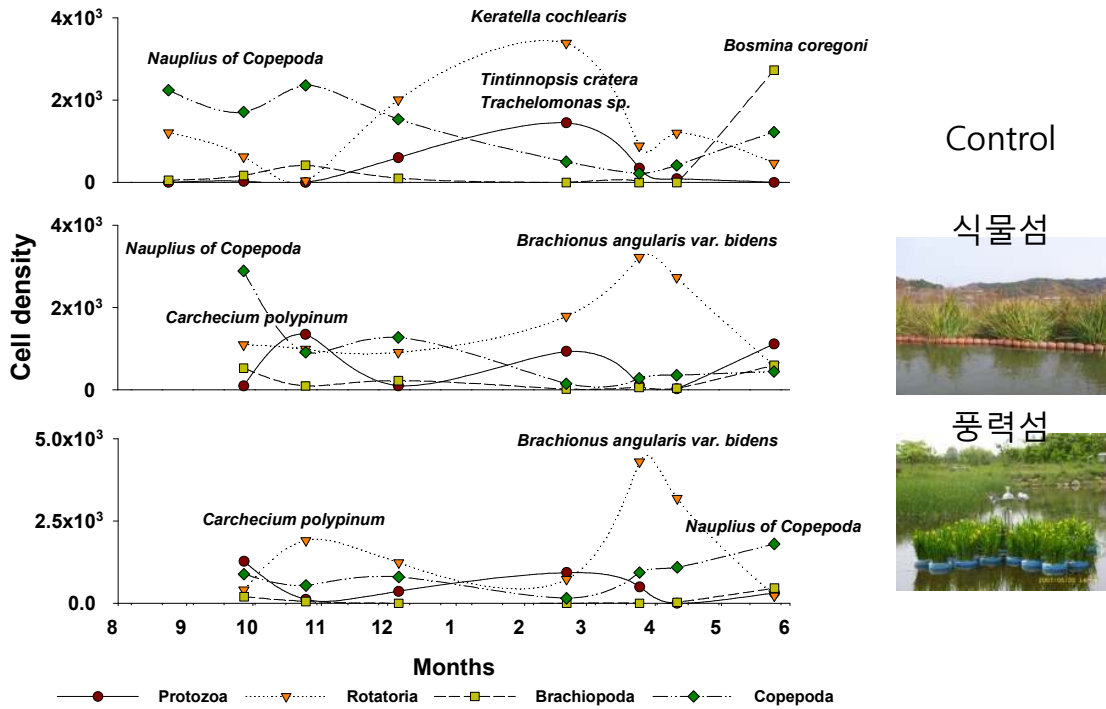 4x10³
Keratella cochlearis
Bosmina coregoni
Nauplius of Copepoda
Tintinnopsis cratera
Trachelomonas sp.
2x10³
0
Control
4x10³
Nauplius of Copepoda
Brachionus angularis var. bidens
식물섬
Carchecium polypinum
2x10³
0
Cell density
5.0x10³
Brachionus angularis var. bidens
풍력섬
Carchecium polypinum
Nauplius of Copepoda
2.5x10³
0.0
8 9 10 11 12 1 2 3 4 5 6
Months
Protozoa Rotatoria Brachiopoda Copepoda